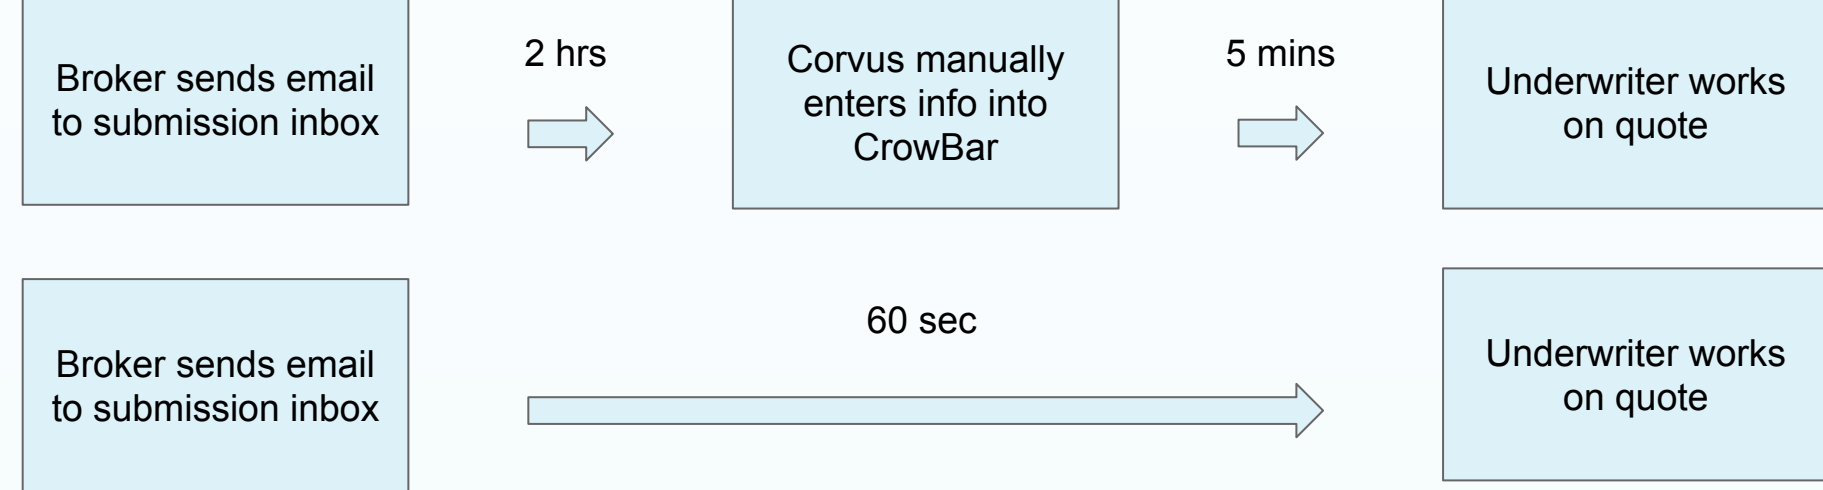 Broker sends email
to submission inbox
2 hrs
Corvus manually
enters info into
CrowBar
5 mins
Underwriter works
on quote
Broker sends email
to submission inbox
60 sec
Underwriter works
on quote